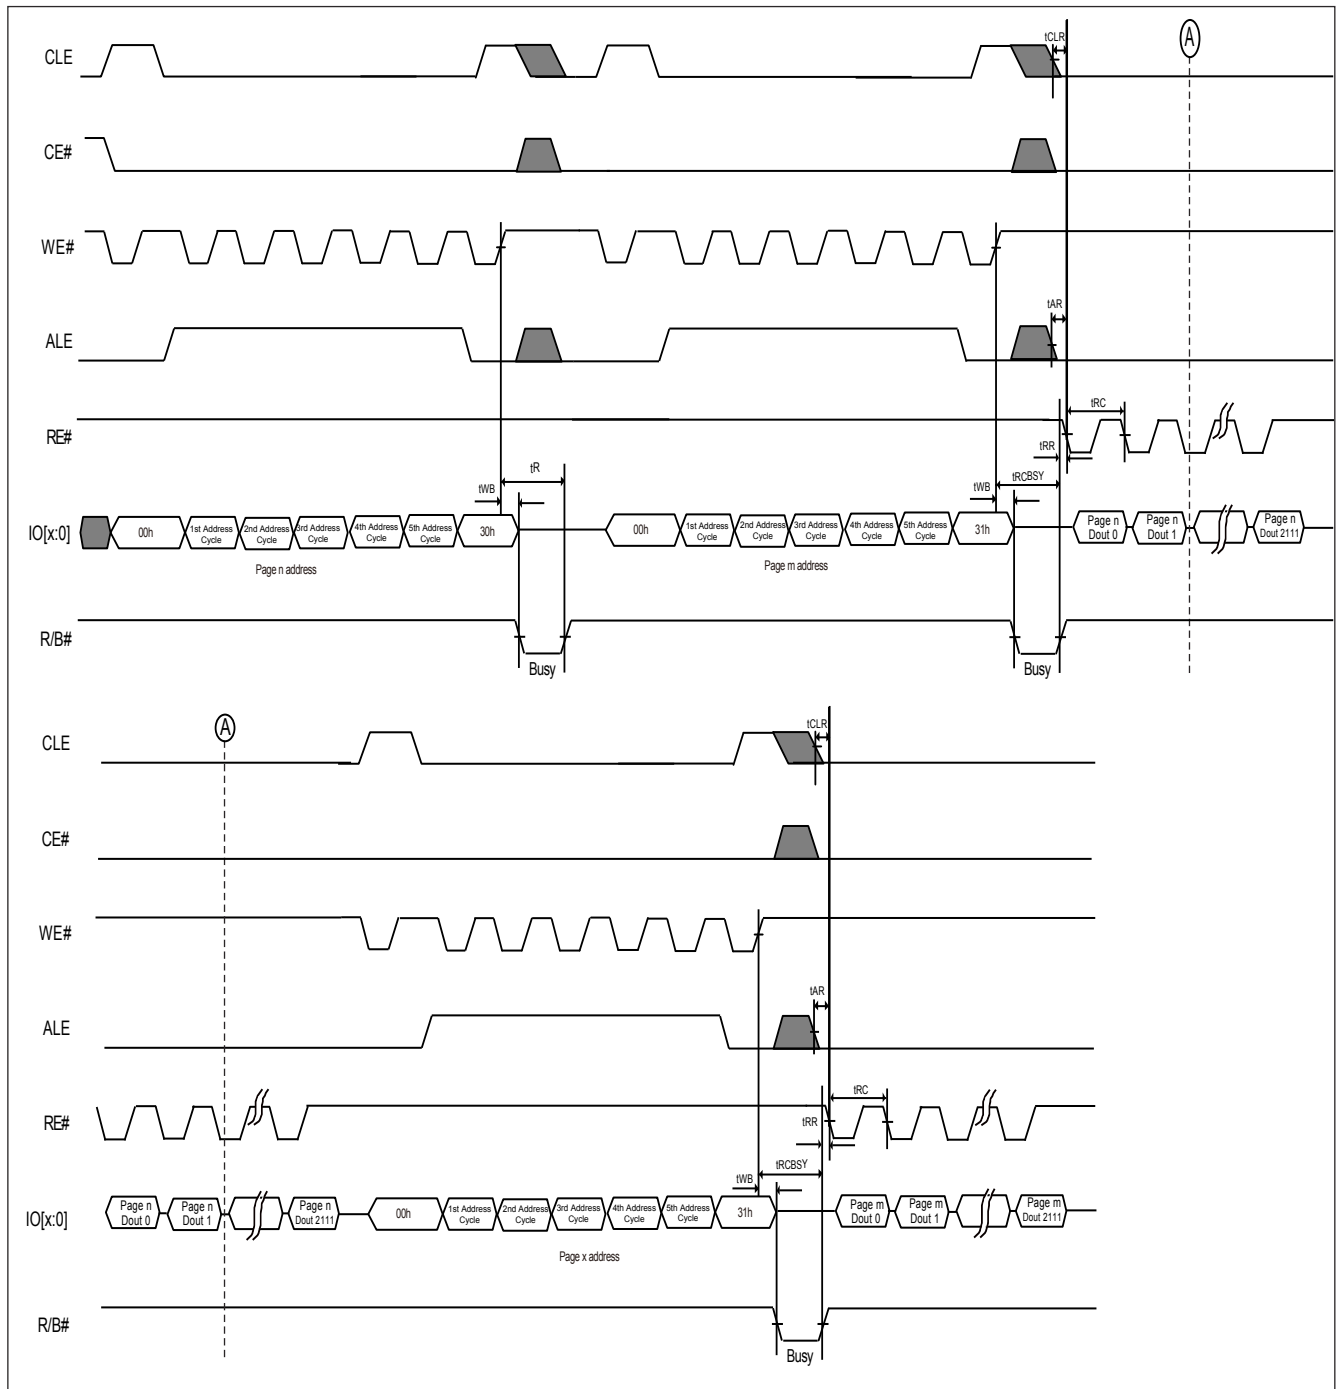 CLE
tCLR
A
CE#
WE#
ALE
tAR
RE#
tRC
tRR
tWB
tR
tWB
tRCBSY
IO[x:0]
00h
1st Address Cycle
2nd Address Cycle
3rd Address Cycle
4th Address Cycle
5th Address Cycle
30h
00h
1st Address Cycle
2nd Address Cycle
3rd Address Cycle
4th Address Cycle
5th Address Cycle
31h
Page n Dout 0
Page n Dout 1
Page n Dout 2111
Page n address
Page m address
R/B#
Busy
Busy
A
CLE
tCLR
CE#
WE#
ALE
tAR
RE#
tRC
tRR
tWB
tRCBSY
IO[x:0]
Page n Dout 0
Page n Dout 1
Page n Dout 2111
00h
1st Address Cycle
2nd Address Cycle
3rd Address Cycle
4th Address Cycle
5th Address Cycle
31h
Page m Dout 0
Page m Dout 1
Page m Dout 2111
Page x address
R/B#
Busy